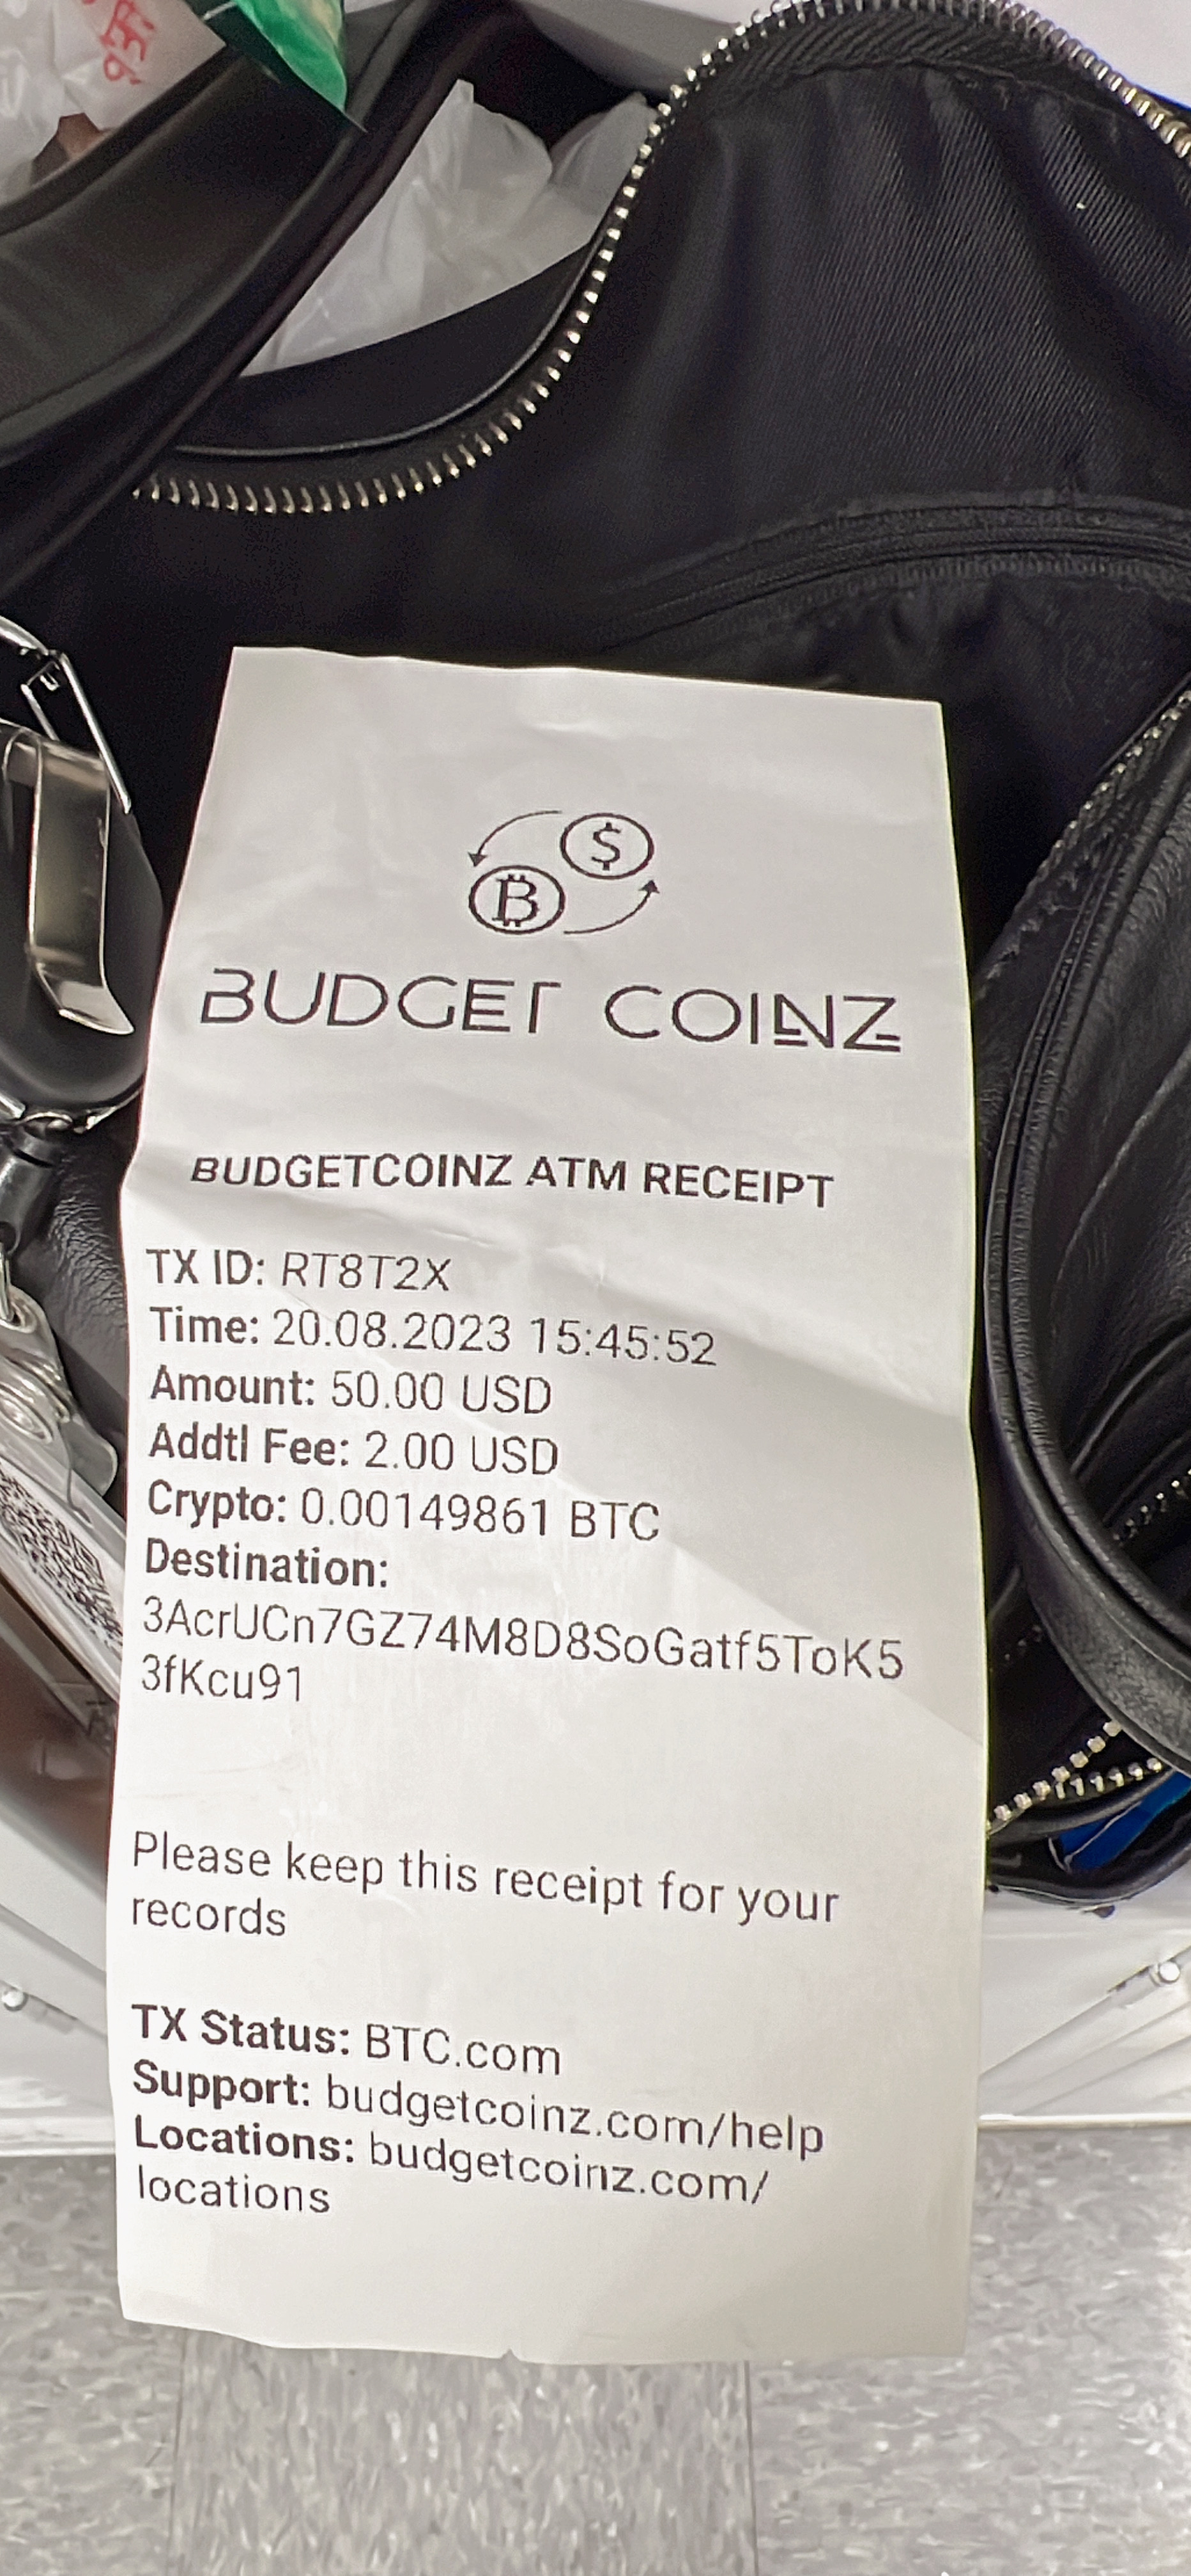 BUDGET COINZ
BUDGETCOINZ ATM RECEIPT
TX ID: RT8T2X
Time: 20.08.2023 15:45:52
Amount: 50.00 USD
Addtl Fee: 2.00 USD
Crypto: 0.00149861 BTC
Destination:
3AcrUCn7GZ74M8D8SoGatf5ToK5
3fKcu91
Please keep this receipt for your
records
TX Status: BTC.com
Support: budgetcoinz.com/help
Locations: budgetcoinz.com/
locations